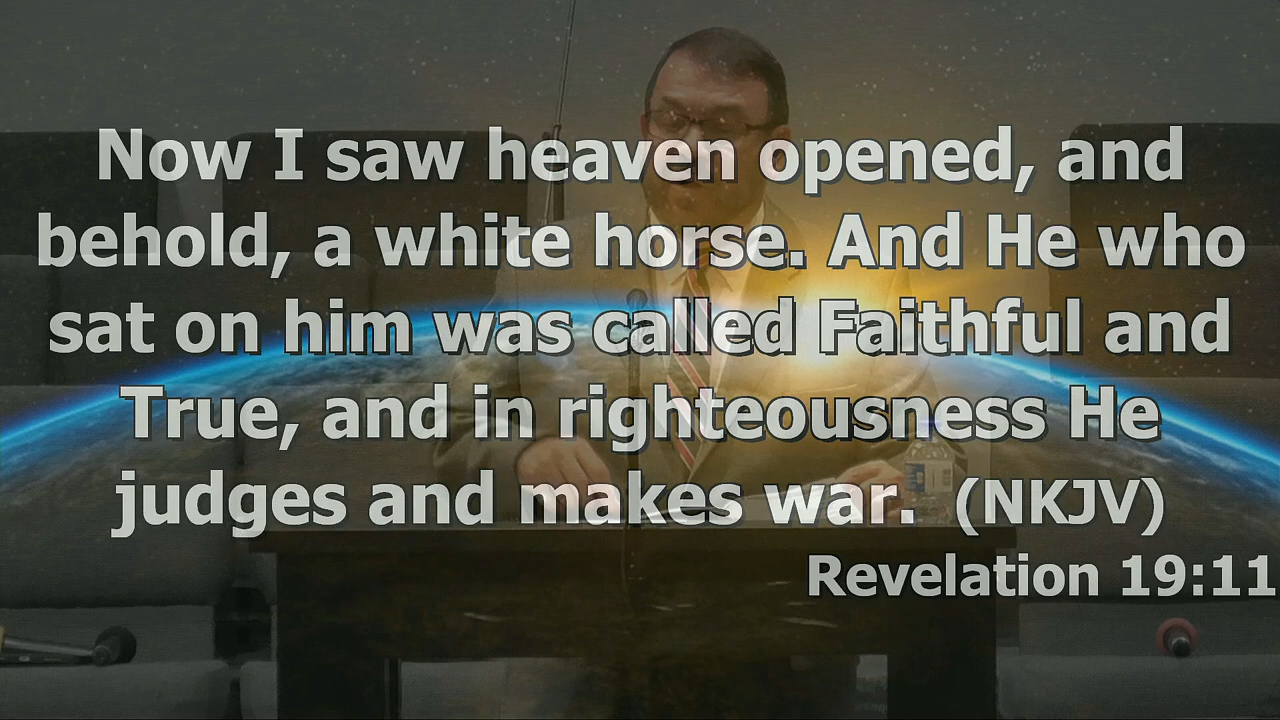 Now I saw heaven opened, and
behold, a white horse. And He who
sat on him was called Faithful and
True, and in righteousness He
judges and makes war. (NKJV)
Revelation 19:11